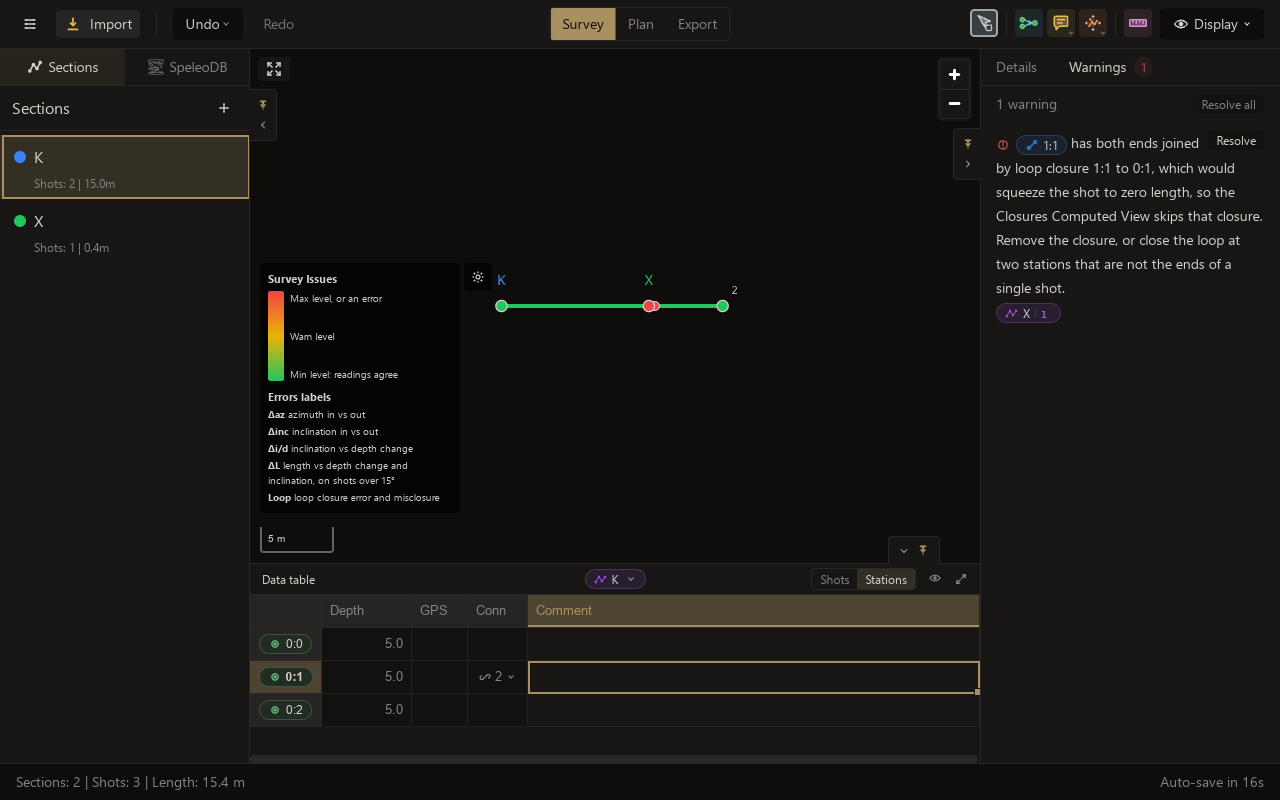 Import
Undo
Redo
Survey
Plan
Export
Display
Sections
SpeleoDB
Sections
K
Shots: 2 | 15.0m
X
Shots: 1 | 0.4m
K
X
2
Survey Issues
Max level, or an error
Warn level
Min level: readings agree
Errors labels
Δaz azimuth in vs out
Δinc inclination in vs out
Δi/d inclination vs depth change
ΔL length vs depth change and
inclination, on shots over 15°
Loop loop closure error and misclosure
5 m
Details
Warnings 1
1 warning
Resolve all
1:1 has both ends joined
Resolve
by loop closure 1:1 to 0:1, which would
squeeze the shot to zero length, so the
Closures Computed View skips that closure.
Remove the closure, or close the loop at
two stations that are not the ends of a
single shot.
X 1
Data table
K
Shots
Stations
Depth GPS Conn Comment
0:0 5.0
0:1 5.0 2
0:2 5.0
Sections: 2 | Shots: 3 | Length: 15.4 m
Auto-save in 16s